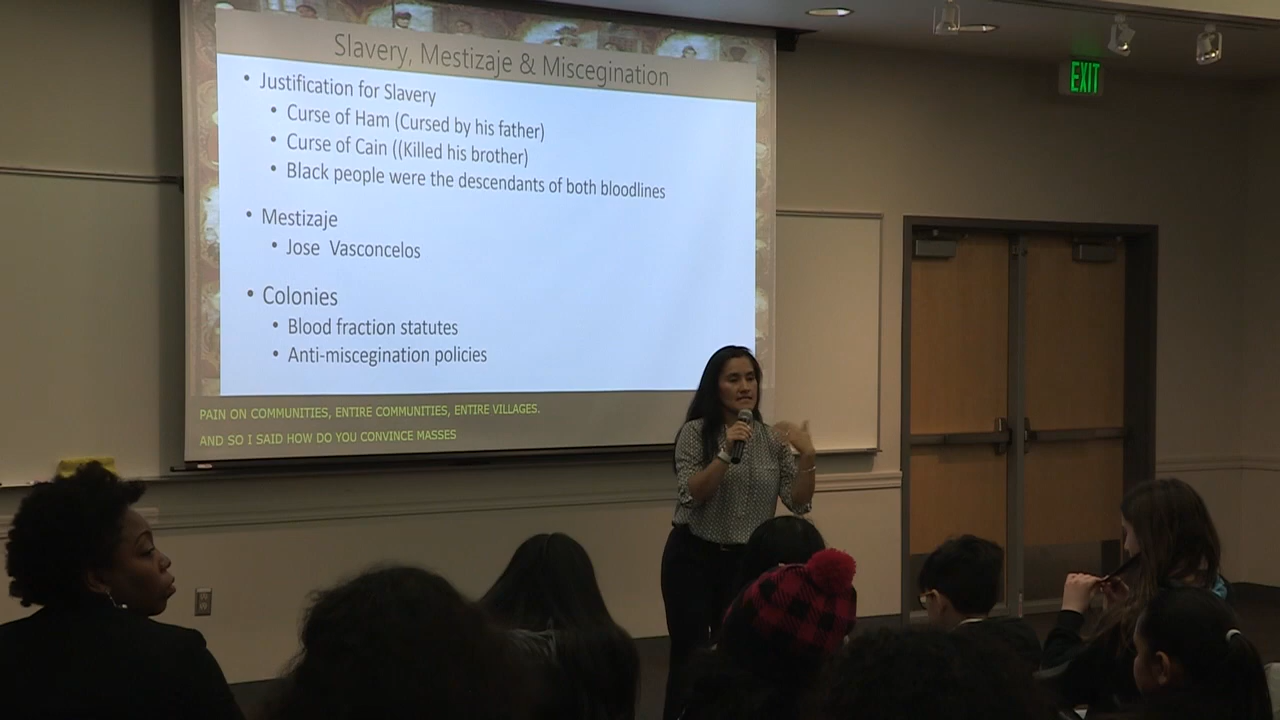 Slavery, Mestizaje & Miscegination
• Justification for Slavery
• Curse of Ham (Cursed by his father)
• Curse of Cain ((Killed his brother)
• Black people were the descendants of both bloodlines
• Mestizaje
• Jose Vasconcelos
• Colonies
• Blood fraction statutes
• Anti-miscegination policies
PAIN ON COMMUNITIES, ENTIRE COMMUNITIES, ENTIRE VILLAGES.
AND SO I SAID HOW DO YOU CONVINCE MASSES
EXIT